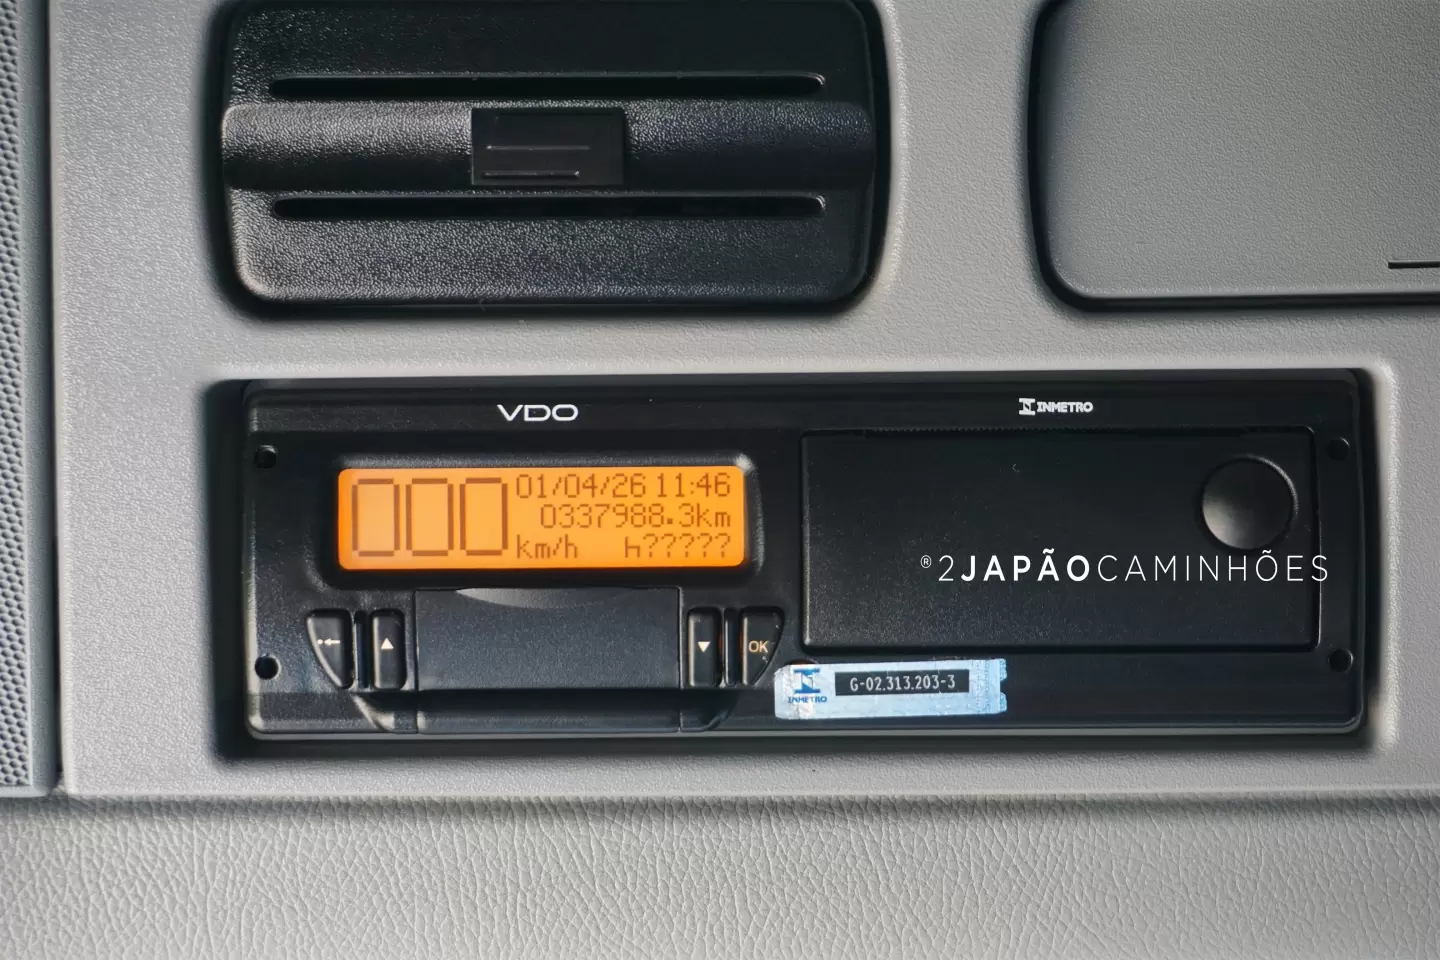 VDO
INMETRO
000
01/04/26 11:46
0337988.3km
km/h h?????
®2JAPÃOCAMINHÕES
OK
INMETRO
G-02.313.203-3